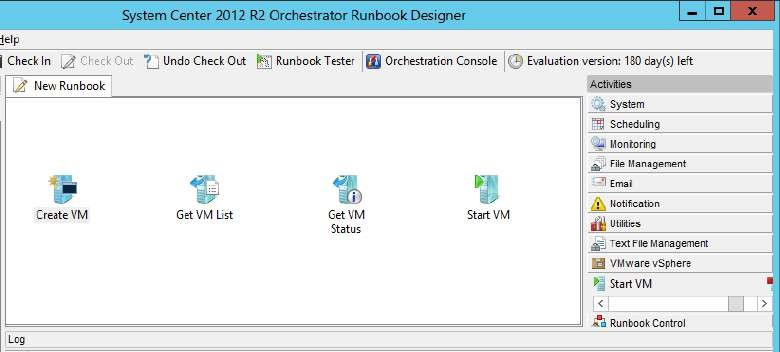 System Center 2012 R2 Orchestrator Runbook Designer
Help
Check In Check Out Undo Check Out Runbook Tester Orchestration Console Evaluation version: 180 day(s) left
New Runbook
Create VM
Get VM List
Get VM
Status
Start VM
Activities
System
Scheduling
Monitoring
File Management
Email
Notification
Utilities
Text File Management
VMware vSphere
Start VM
Runbook Control
Log